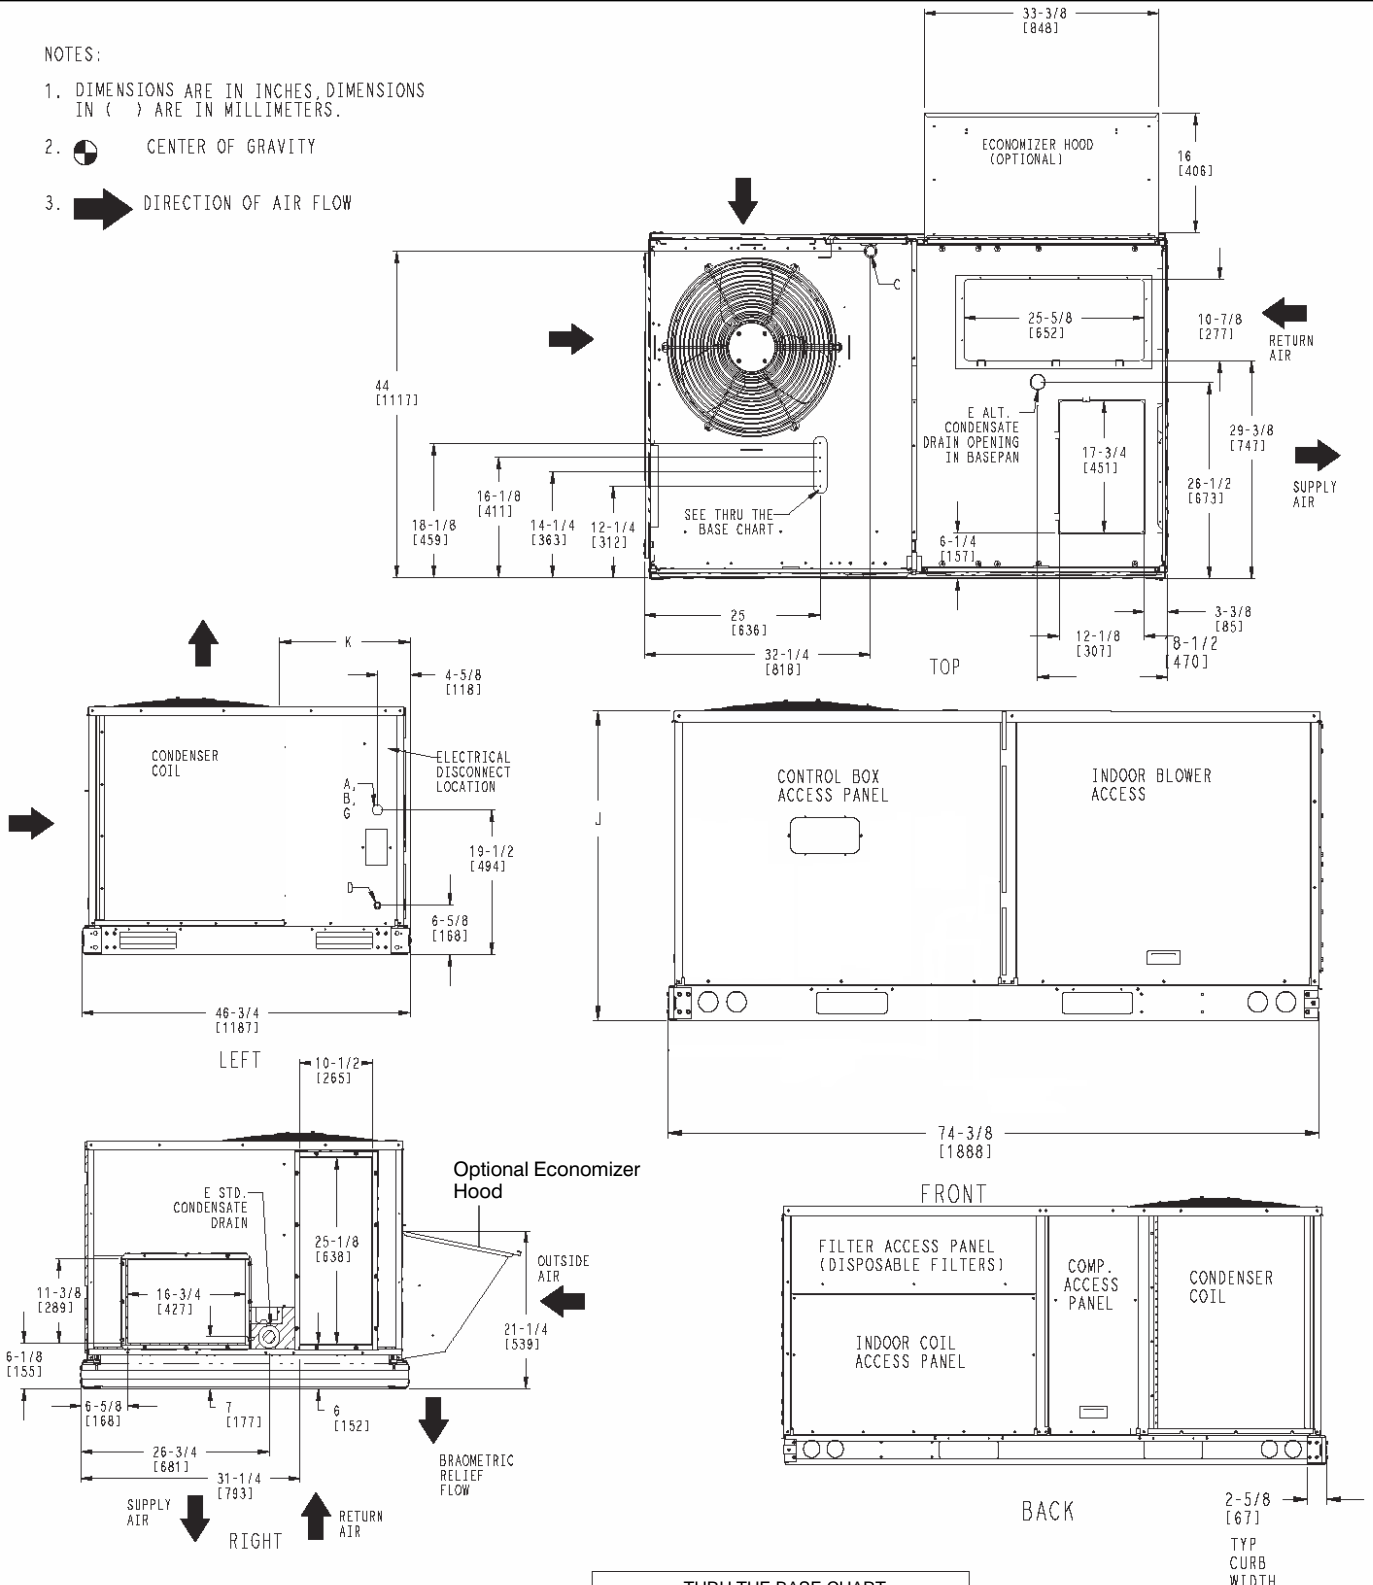 NOTES:
1. DIMENSIONS ARE IN INCHES, DIMENSIONS
IN ( ) ARE IN MILLIMETERS.
2. CENTER OF GRAVITY
3. DIRECTION OF AIR FLOW
33-3/8
[848]
ECONOMIZER HOOD
(OPTIONAL)
16
[406]
C
25-5/8
[652]
10-7/8
[277]
RETURN
AIR
44
[1117]
E ALT.
CONDENSATE
DRAIN OPENING
IN BASEPAN
17-3/4
[451]
29-3/8
[747]
26-1/2
[673]
SUPPLY
AIR
18-1/8
[459]
16-1/8
[411]
14-1/4
[363]
12-1/4
[312]
SEE THRU THE
BASE CHART
6-1/4
[157]
25
[636]
32-1/4
[818]
3-3/8
[85]
12-1/8
[307]
8-1/2
[470]
TOP
K
4-5/8
[118]
CONDENSER
COIL
ELECTRICAL
DISCONNECT
LOCATION
A,
B,
G
19-1/2
[494]
D
6-5/8
[168]
46-3/4
[1187]
LEFT
J
CONTROL BOX
ACCESS PANEL
INDOOR BLOWER
ACCESS
74-3/8
[1888]
FRONT
10-1/2
[265]
Optional Economizer
Hood
E STD.
CONDENSATE
DRAIN
25-1/8
[638]
OUTSIDE
AIR
11-3/8
[289]
16-3/4
[427]
21-1/4
[539]
6-1/8
[155]
6-5/8
[168]
7
[177]
6
[152]
26-3/4
[681]
31-1/4
[793]
BRAOMETRIC
RELIEF
FLOW
SUPPLY
AIR
RETURN
AIR
RIGHT
FILTER ACCESS PANEL
(DISPOSABLE FILTERS)
COMP.
ACCESS
PANEL
CONDENSER
COIL
INDOOR COIL
ACCESS PANEL
BACK
2-5/8
[67]
TYP
CURB
WIDTH
THRU THE BASE CHART